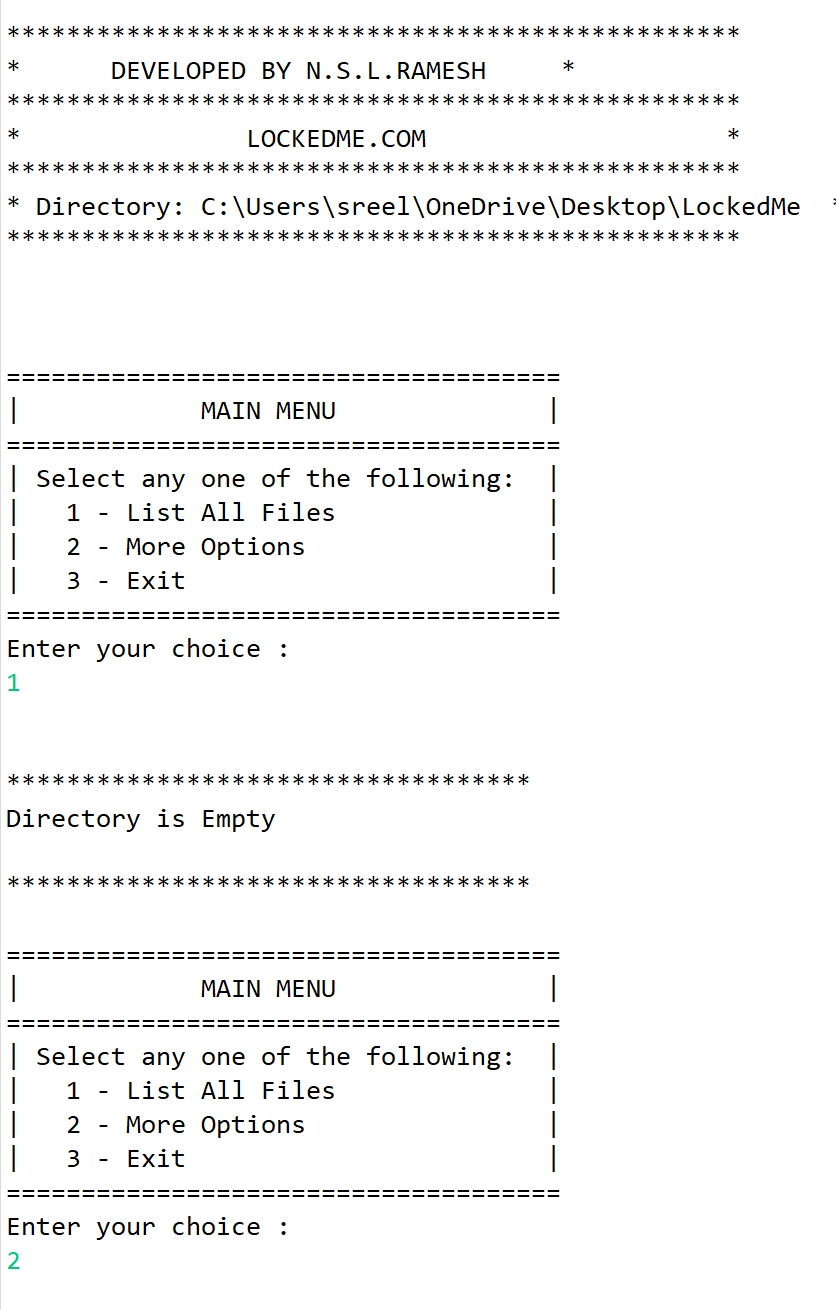 *************************************************
*      DEVELOPED BY N.S.L.RAMESH     *
*************************************************
*               LOCKEDME.COM                    *
*************************************************
* Directory: C:\Users\sreel\OneDrive\Desktop\LockedMe  *
*************************************************
=====================================
|            MAIN MENU              |
=====================================
| Select any one of the following:  |
|   1 - List All Files              |
|   2 - More Options                |
|   3 - Exit                        |
=====================================
Enter your choice :
1
***********************************
Directory is Empty
***********************************
=====================================
|            MAIN MENU              |
=====================================
| Select any one of the following:  |
|   1 - List All Files              |
|   2 - More Options                |
|   3 - Exit                        |
=====================================
Enter your choice :
2